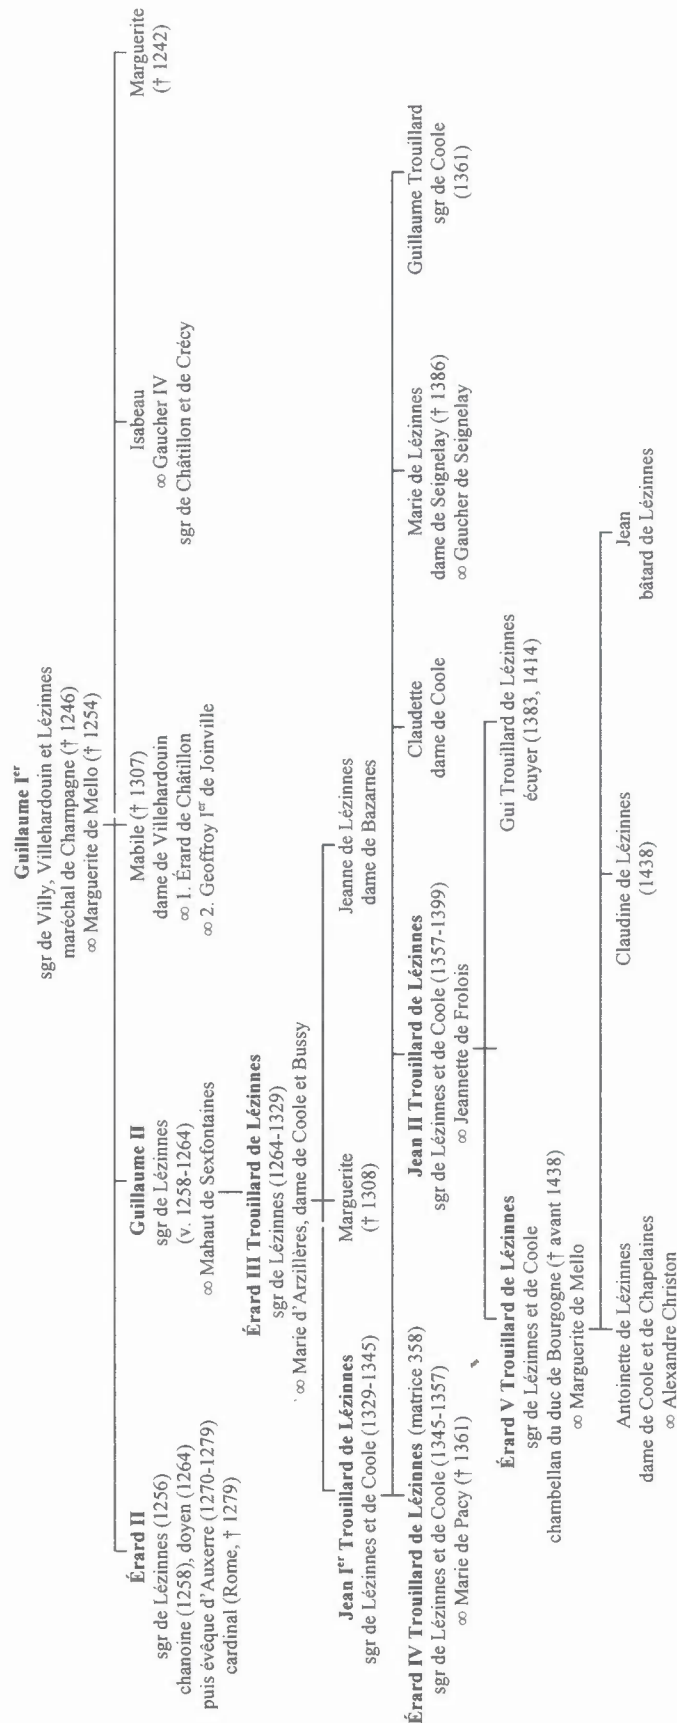 Guillaume Iᵉʳ
sgr de Villy, Villehardouin et Lézinnes
maréchal de Champagne († 1246)
∞ Marguerite de Mello († 1254)
Érard II
sgr de Lézinnes (1256)
chanoine (1258), doyen (1264)
puis évêque d'Auxerre (1270-1279)
cardinal (Rome, † 1279)
Guillaume II
sgr de Lézinnes
(v. 1258-1264)
∞ Mahaut de Sexfontaines
Mabile († 1307)
dame de Villehardouin
∞ 1. Érard de Châtillon
∞ 2. Geoffroy Iᵉʳ de Joinville
Isabeau
∞ Gaucher IV
sgr de Châtillon et de Crécy
Marguerite
(† 1242)
Érard III Trouillard de Lézinnes
sgr de Lézinnes (1264-1329)
∞ Marie d'Arzillères, dame de Coole et Bussy
Jean Iᵉʳ Trouillard de Lézinnes
sgr de Lézinnes et de Coole (1329-1345)
Marguerite
(† 1308)
Jeanne de Lézinnes
dame de Bazarnes
Érard IV Trouillard de Lézinnes (matrice 358)
sgr de Lézinnes et de Coole (1345-1357)
∞ Marie de Pacy († 1361)
Jean II Trouillard de Lézinnes
sgr de Lézinnes et de Coole (1357-1399)
∞ Jeannette de Frolois
Claudette
dame de Coole
Marie de Lézinnes
dame de Seignelay († 1386)
∞ Gaucher de Seignelay
Guillaume Trouillard
sgr de Coole
(1361)
Érard V Trouillard de Lézinnes
sgr de Lézinnes et de Coole
chambellan du duc de Bourgogne († avant 1438)
∞ Marguerite de Mello
Gui Trouillard de Lézinnes
écuyer (1383, 1414)
Antoinette de Lézinnes
dame de Coole et de Chapelaines
∞ Alexandre Christon
Claudine de Lézinnes
(1438)
Jean
bâtard de Lézinnes